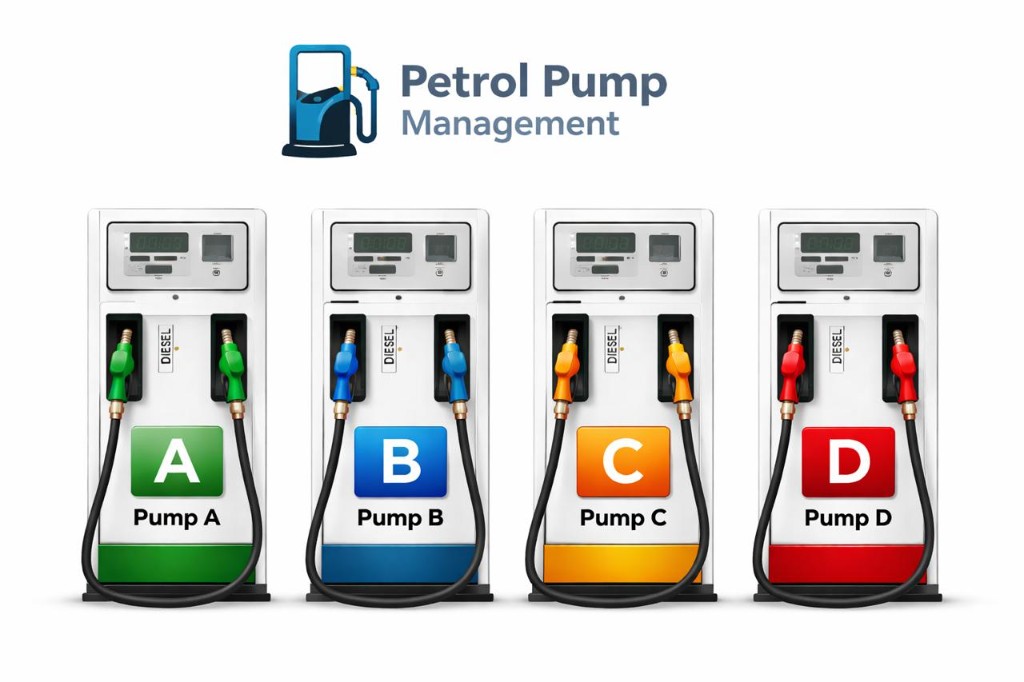 Petrol Pump
Management
DIESEL
DIESEL
DIESEL
DIESEL
A
B
C
D
Pump A
Pump B
Pump C
Pump D